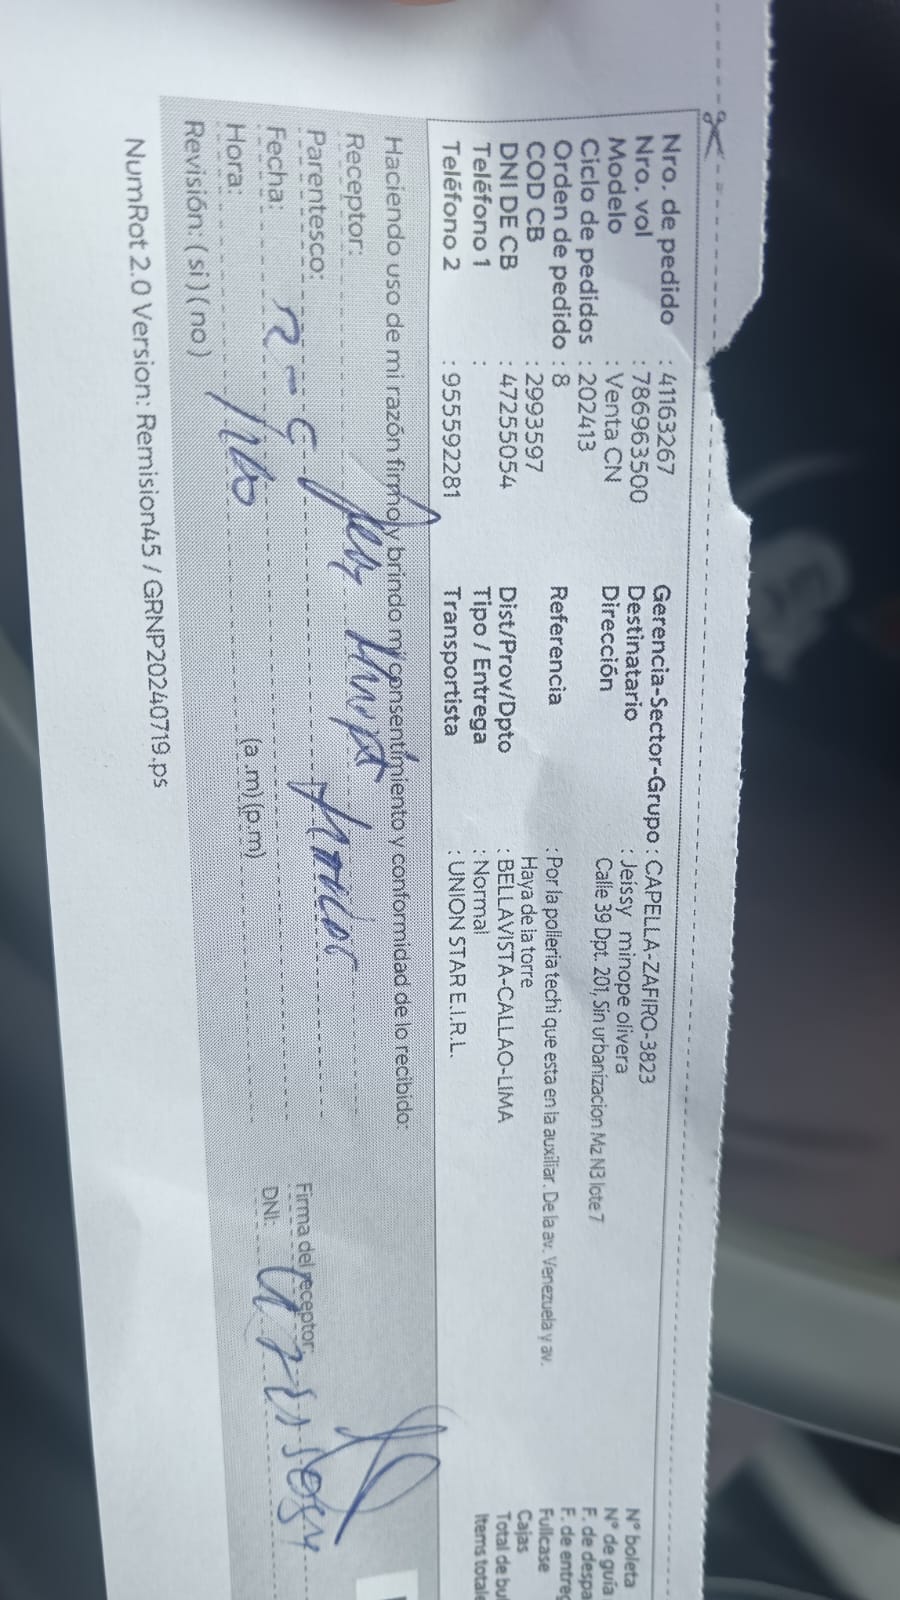 Nro. de pedido : 41163267
Nro. vol : 786963500
Modelo : Venta CN
Ciclo de pedidos : 202413
Orden de pedido : 8
COD CB : 2993597
DNI DE CB : 47255054
Teléfono 1 :
Teléfono 2 : 955592281
Gerencia-Sector-Grupo : CAPELLA-ZAFIRO-3823
Destinatario : Jeissy minope olivera
Dirección : Calle 39 Dpt. 201, Sin urbanizacion Mz N3 lote 7
Referencia : Por la polleria techi que esta en la auxiliar . De la av. Venezuela y av.
Haya de la torre
Dist/Prov/Dpto : BELLAVISTA-CALLAO-LIMA
Tipo / Entrega : Normal
Transportista : UNION STAR E.I.R.L.
N° boleta
N° de guía
F. de despa
F. de entreg
Fullcase
Cajas
Total de bul
Items totale
Haciendo uso de mi razón firmo y brindo mi consentimiento y conformidad de lo recibido:
Receptor:
Parentesco:
Fecha:
Hora: (a.m) (p.m)
Revisión: ( si ) ( no )
Firma del receptor:
DNI:
NumRot 2.0 Version: Remision45 / GRNP20240719.ps